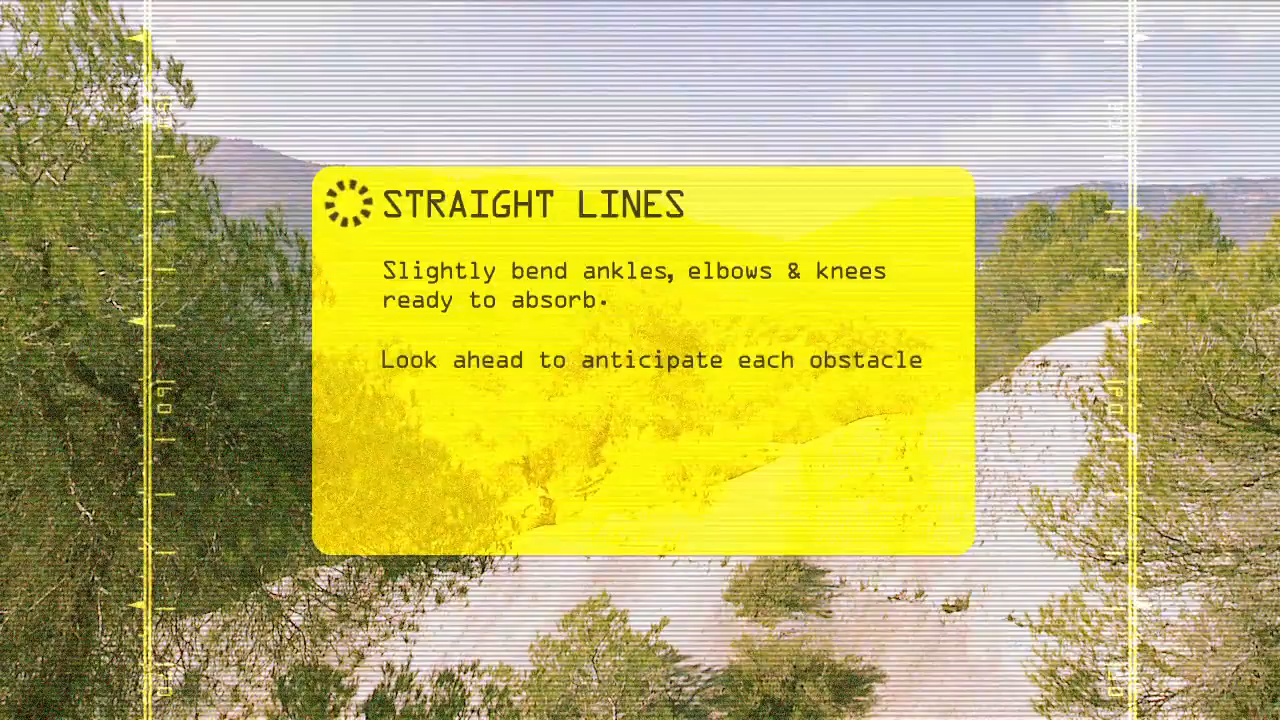 STRAIGHT LINES
Slightly bend ankles, elbows & knees
ready to absorb.
Look ahead to anticipate each obstacle